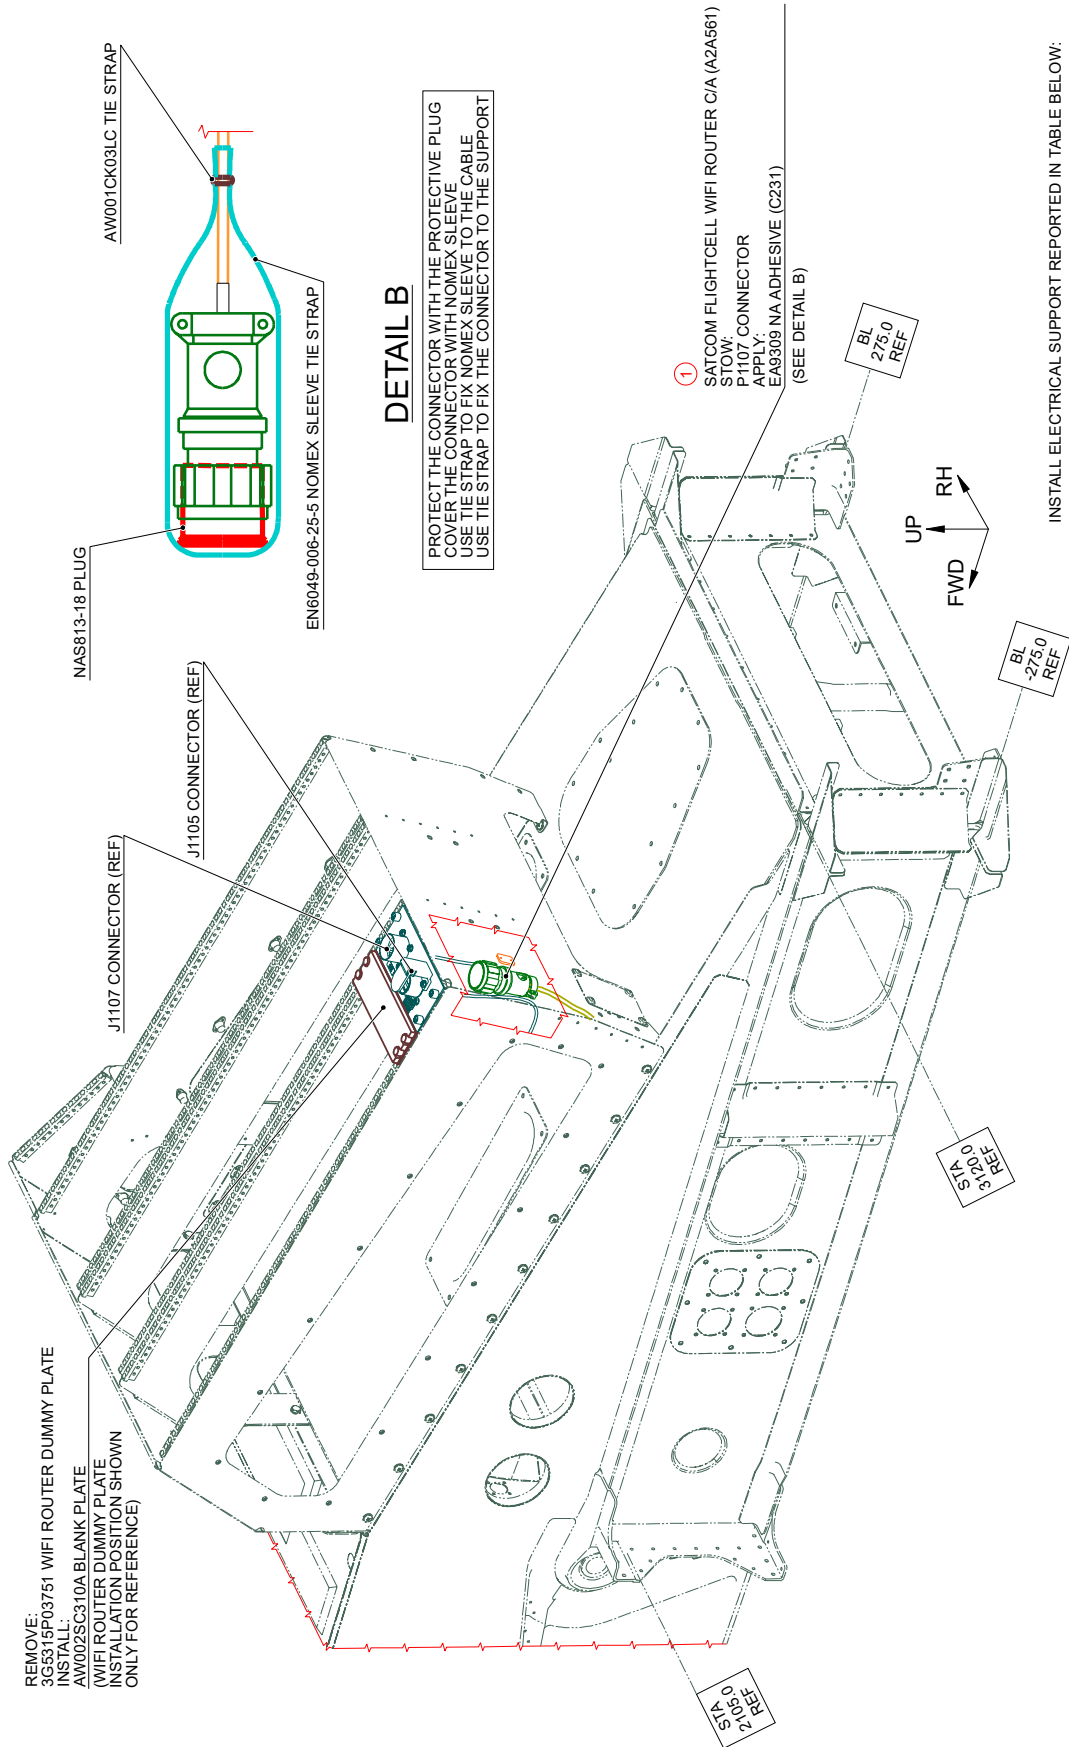 REMOVE:
3G5315P03751 WIFI ROUTER DUMMY PLATE
INSTALL:
AW002SC310A BLANK PLATE
(WIFI ROUTER DUMMY PLATE
INSTALLATION POSITION SHOWN
ONLY FOR REFERENCE)
J1107 CONNECTOR (REF)
J1105 CONNECTOR (REF)
NAS813-18 PLUG
AW001CK03LC TIE STRAP
EN6049-006-25-5 NOMEX SLEEVE TIE STRAP
DETAIL B
PROTECT THE CONNECTOR WITH THE PROTECTIVE PLUG
COVER THE CONNECTOR WITH NOMEX SLEEVE
USE TIE STRAP TO FIX NOMEX SLEEVE TO THE CABLE
USE TIE STRAP TO FIX THE CONNECTOR TO THE SUPPORT
1
SATCOM FLIGHTCELL WIFI ROUTER C/A (A2A561)
STOW:
P1107 CONNECTOR
APPLY:
EA9309 NA ADHESIVE (C231)
(SEE DETAIL B)
BL
275.0
REF
UP
RH
FWD
BL
-275.0
REF
STA
3120.0
REF
STA
2105.0
REF
INSTALL ELECTRICAL SUPPORT REPORTED IN TABLE BELOW: